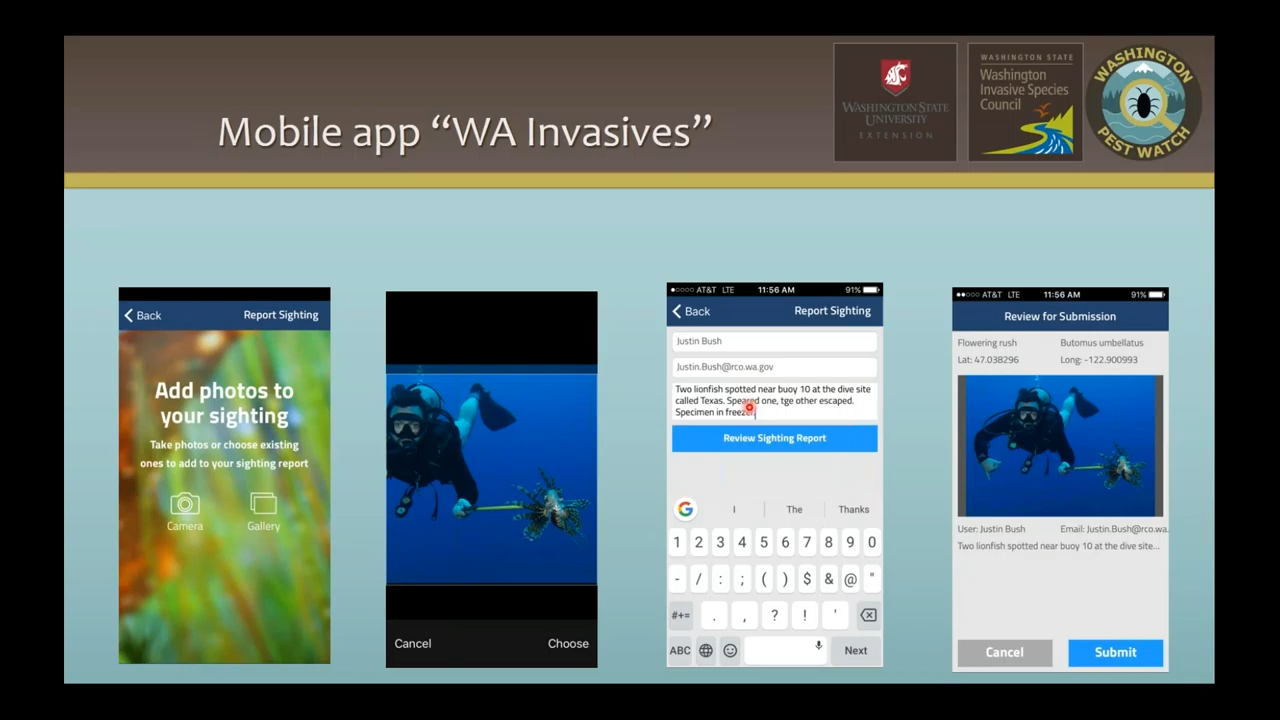 Mobile app “WA Invasives”
WASHINGTON STATE
UNIVERSITY
EXTENSION
WASHINGTON STATE
Washington
Invasive Species
Council
WASHINGTON
PEST WATCH
Back
Report Sighting
Add photos to
your sighting
Take photos or choose existing
ones to add to your sighting report
Camera
Gallery
Cancel
Choose
AT&T LTE
11:56 AM
91%
Back
Report Sighting
Justin Bush
Justin.Bush@rco.wa.gov
Two lionfish spotted near buoy 10 at the dive site
called Texas. Speared one, tge other escaped.
Specimen in freezer
Review Sighting Report
I
The
Thanks
1 2 3 4 5 6 7 8 9 0
- / : ; ( ) $ & @ "
#+= . , ? ! '
ABC
Next
AT&T LTE
11:56 AM
91%
Review for Submission
Flowering rush
Butomus umbellatus
Lat: 47.038296
Long: -122.900993
User: Justin Bush
Email: Justin.Bush@rco.wa.
Two lionfish spotted near buoy 10 at the dive site...
Cancel
Submit